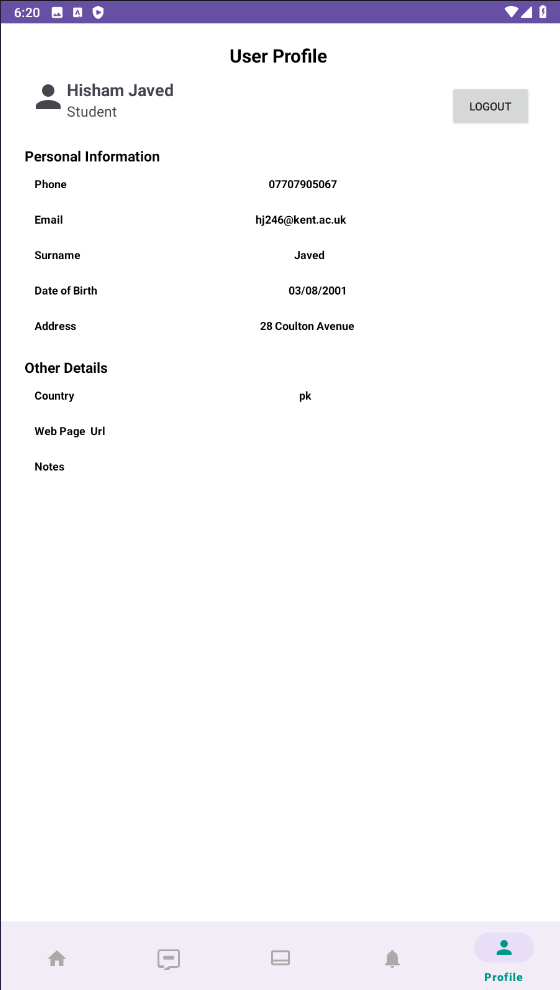 6:20
User Profile
Hisham Javed
Student
LOGOUT
Personal Information
Phone 07707905067
Email hj246@kent.ac.uk
Surname Javed
Date of Birth 03/08/2001
Address 28 Coulton Avenue
Other Details
Country pk
Web Page Url
Notes
Profile